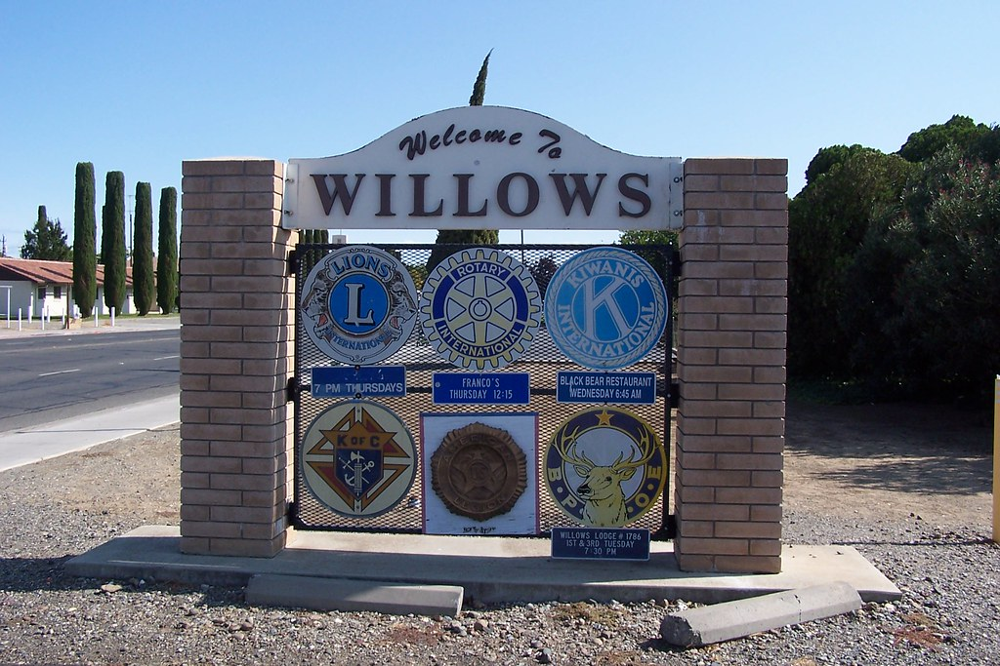 Welcome To
WILLOWS
LIONS
L
INTERNATIONAL
ROTARY
INTERNATIONAL
KIWANIS
K
INTERNATIONAL
7 PM THURSDAYS
FRANCO'S
THURSDAY 12:15
BLACK BEAR RESTAURANT
WEDNESDAY 6:45 AM
K OF C
B.P.O.E
WILLOWS LODGE # 1786
1ST & 3RD TUESDAY
7:30 PM